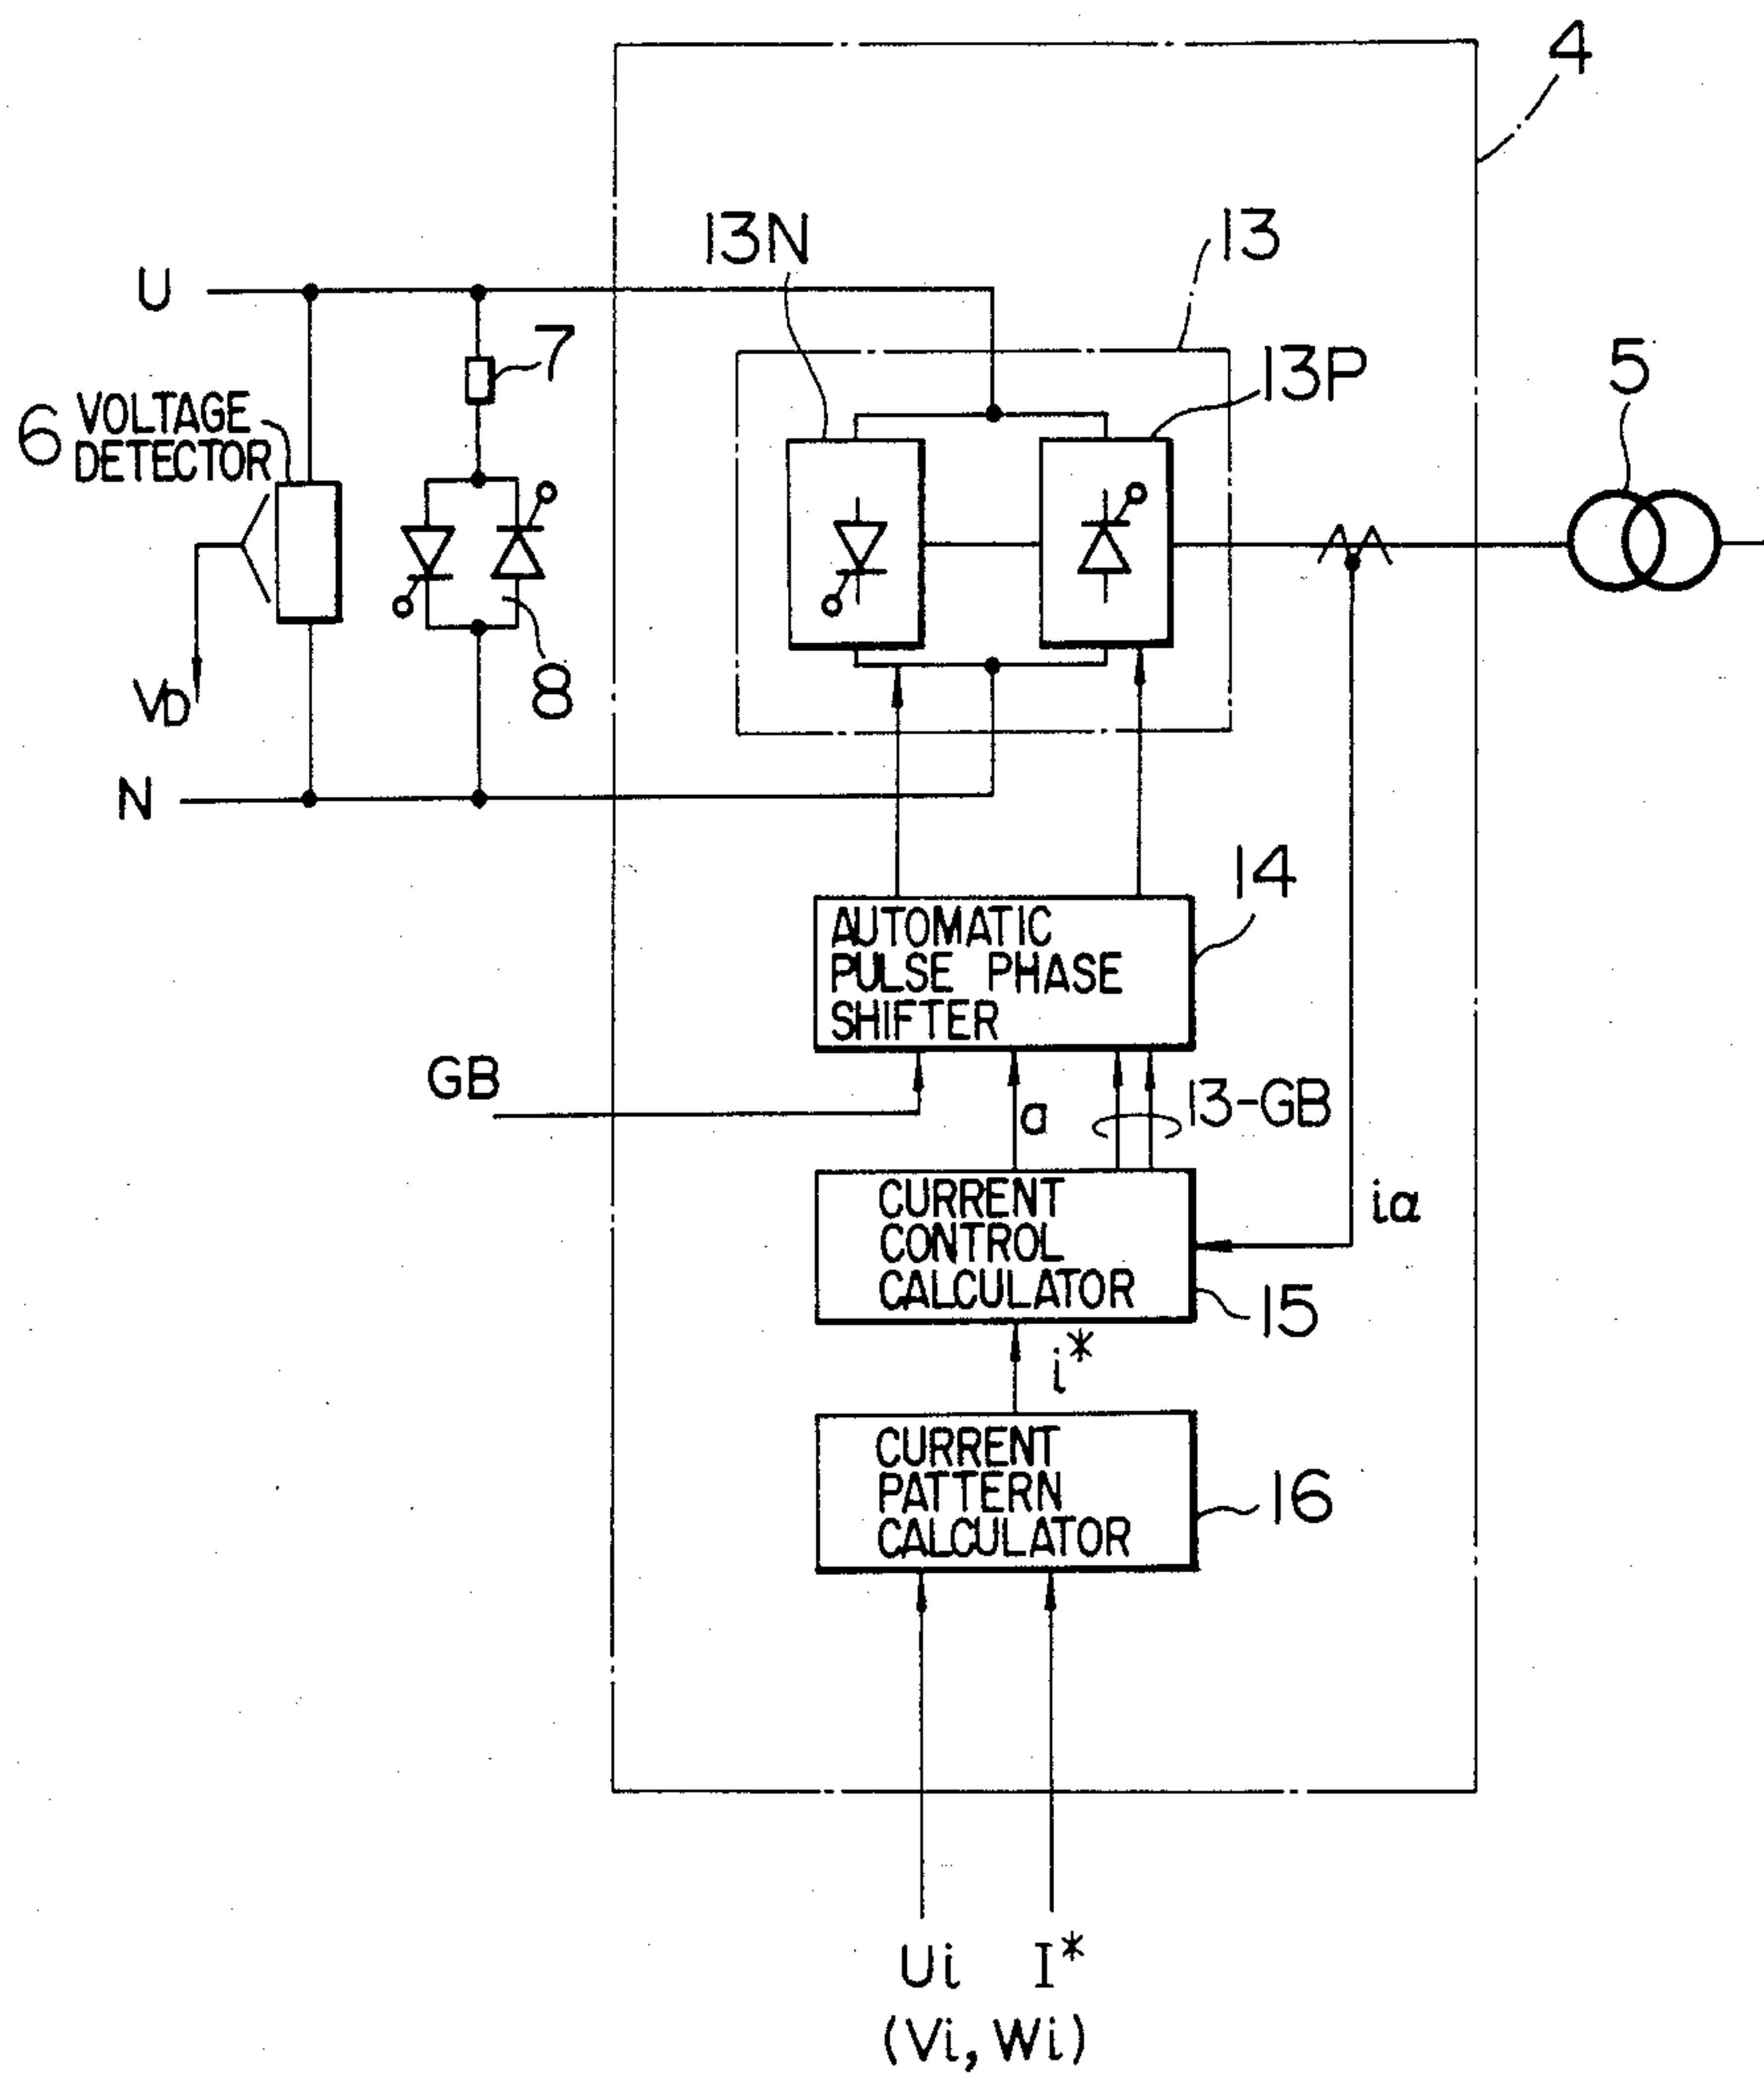 4
13N
13
U
7
13P
5
6 VOLTAGE
DETECTOR
8
VD
N
14
AUTOMATIC
PULSE PHASE
SHIFTER
GB
a
13-GB
CURRENT
CONTROL
CALCULATOR
iα
15
i*
CURRENT
PATTERN
CALCULATOR
16
Ui I*
(Vi, Wi)